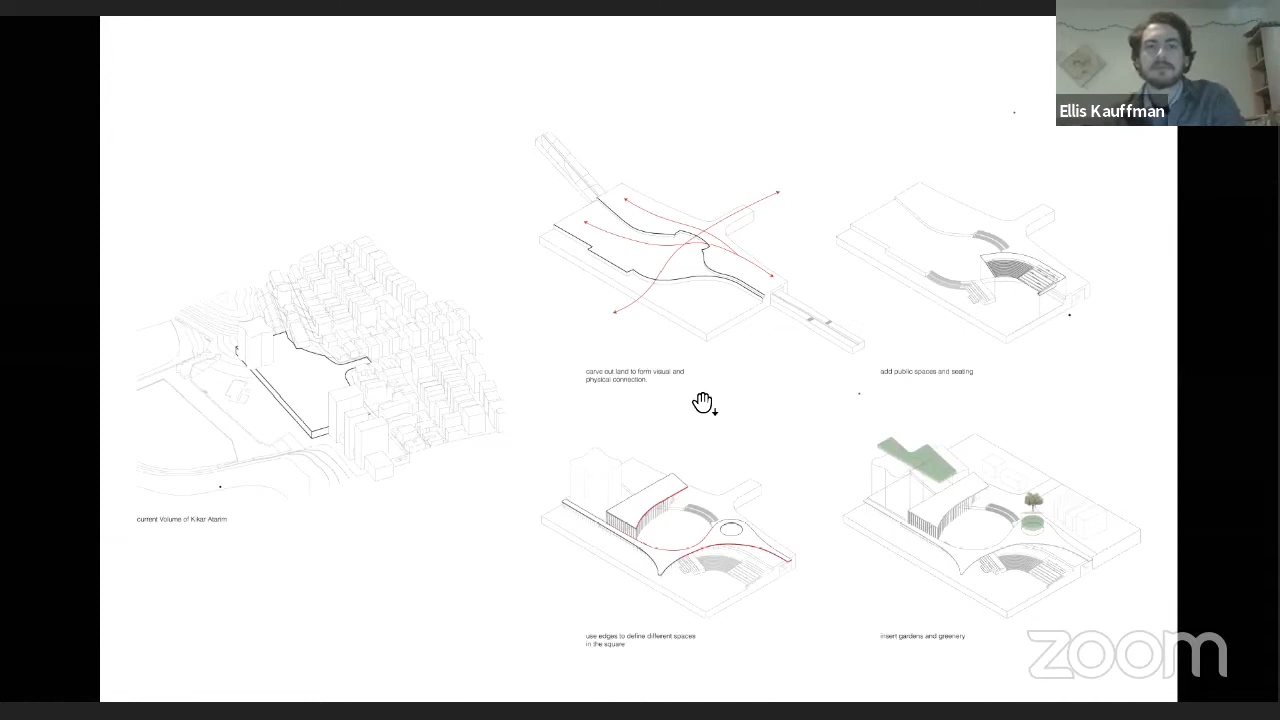 Ellis Kauffman
carve out land to form visual and
physical connection.
add public spaces and seating
current Volume of Kikar Atarim
use edges to define different spaces
in the square
insert gardens and greenery
zoom